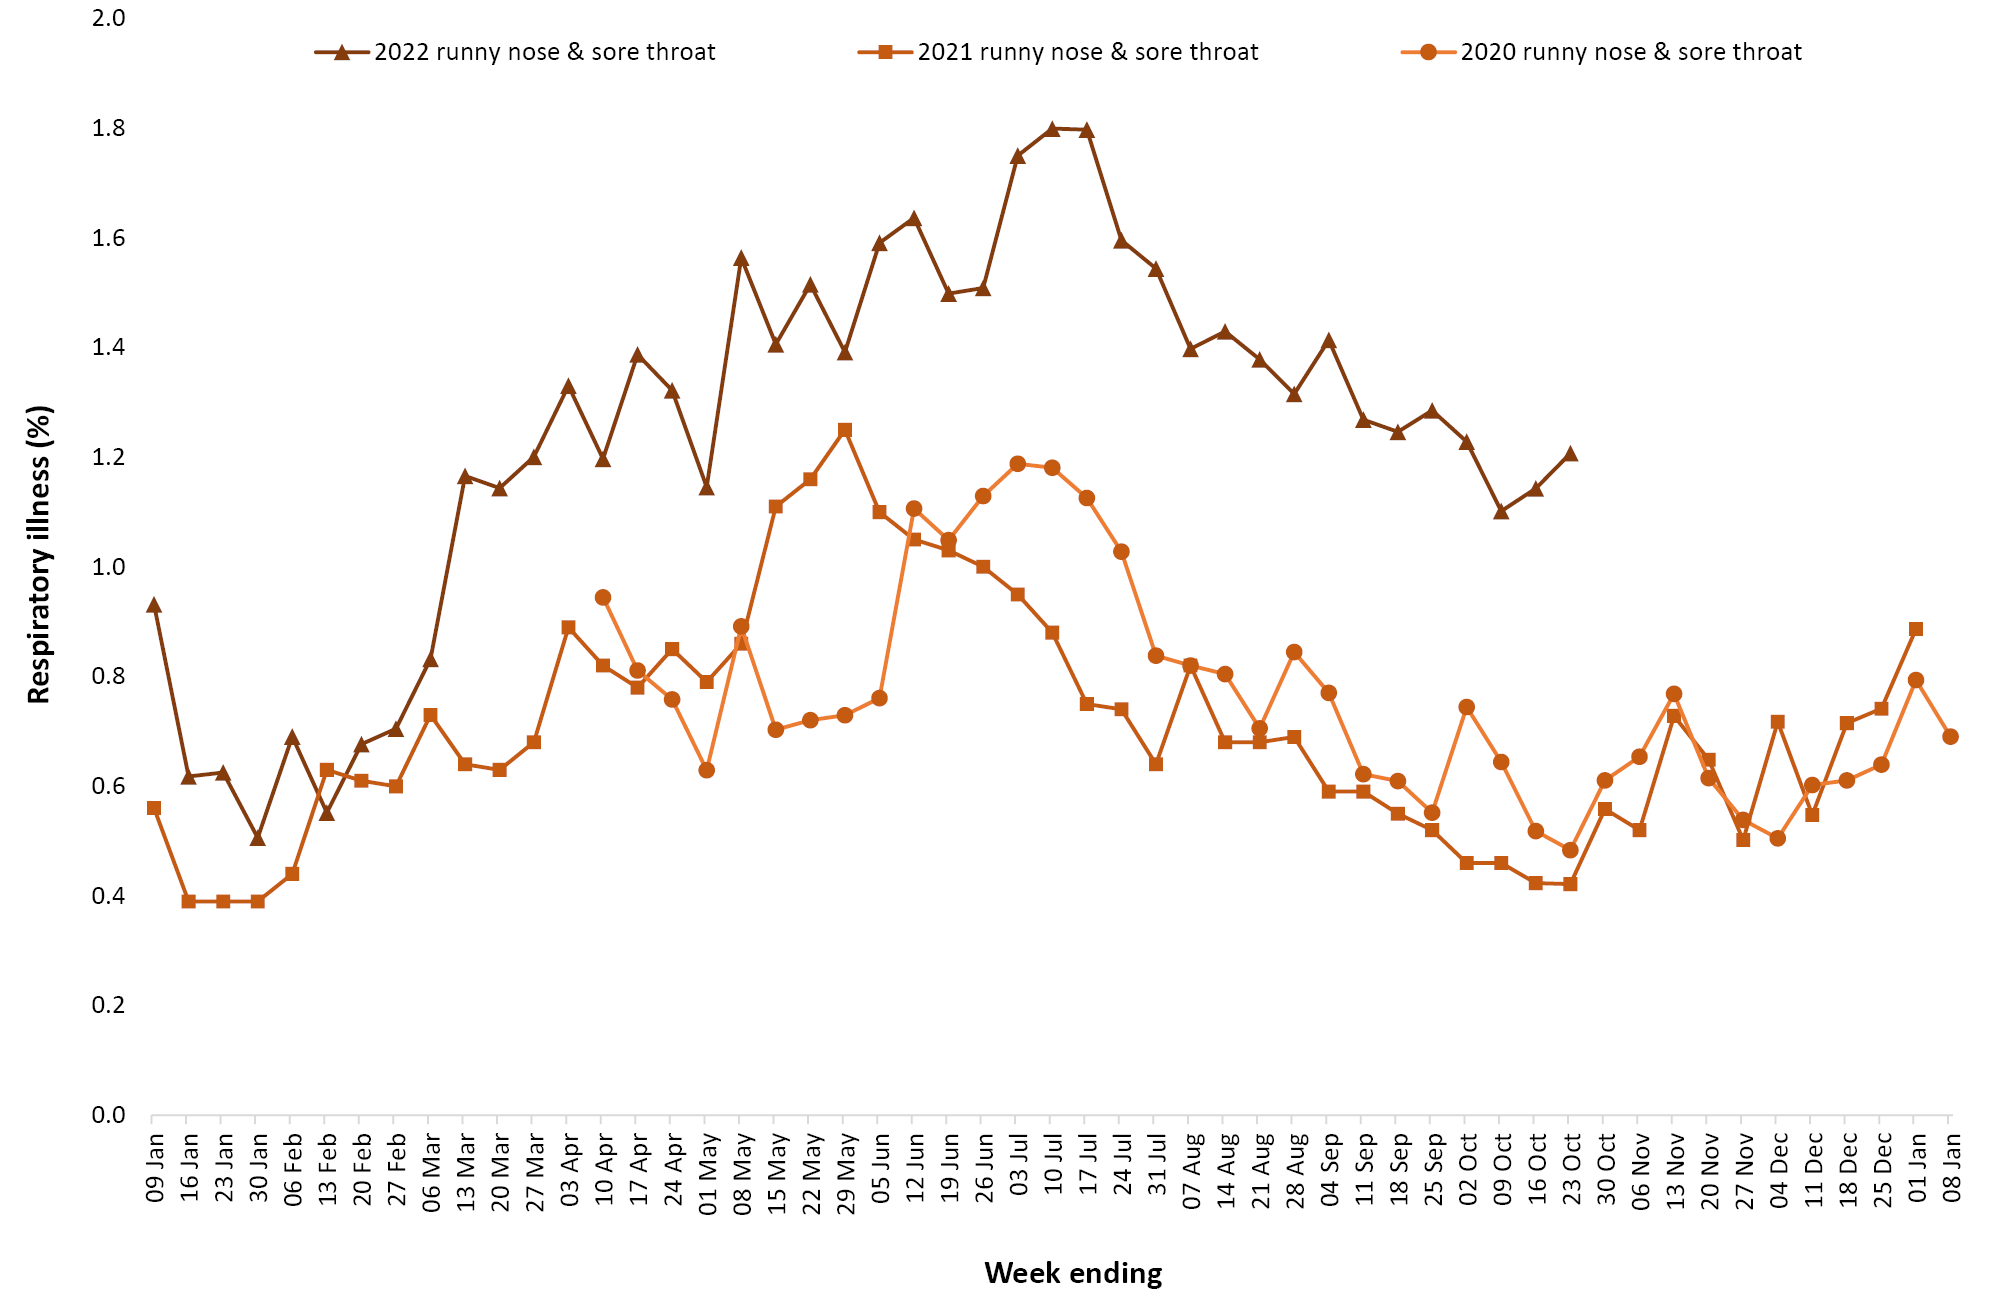 2.0
2022 runny nose & sore throat
2021 runny nose & sore throat
2020 runny nose & sore throat
1.8
1.6
1.4
1.2
1.0
0.8
0.6
0.4
0.2
0.0
Respiratory illness (%)
09 Jan
16 Jan
23 Jan
30 Jan
06 Feb
13 Feb
20 Feb
27 Feb
06 Mar
13 Mar
20 Mar
27 Mar
03 Apr
10 Apr
17 Apr
24 Apr
01 May
08 May
15 May
22 May
29 May
05 Jun
12 Jun
19 Jun
26 Jun
03 Jul
10 Jul
17 Jul
24 Jul
31 Jul
07 Aug
14 Aug
21 Aug
28 Aug
04 Sep
11 Sep
18 Sep
25 Sep
02 Oct
09 Oct
16 Oct
23 Oct
30 Oct
06 Nov
13 Nov
20 Nov
27 Nov
04 Dec
11 Dec
18 Dec
25 Dec
01 Jan
08 Jan
Week ending